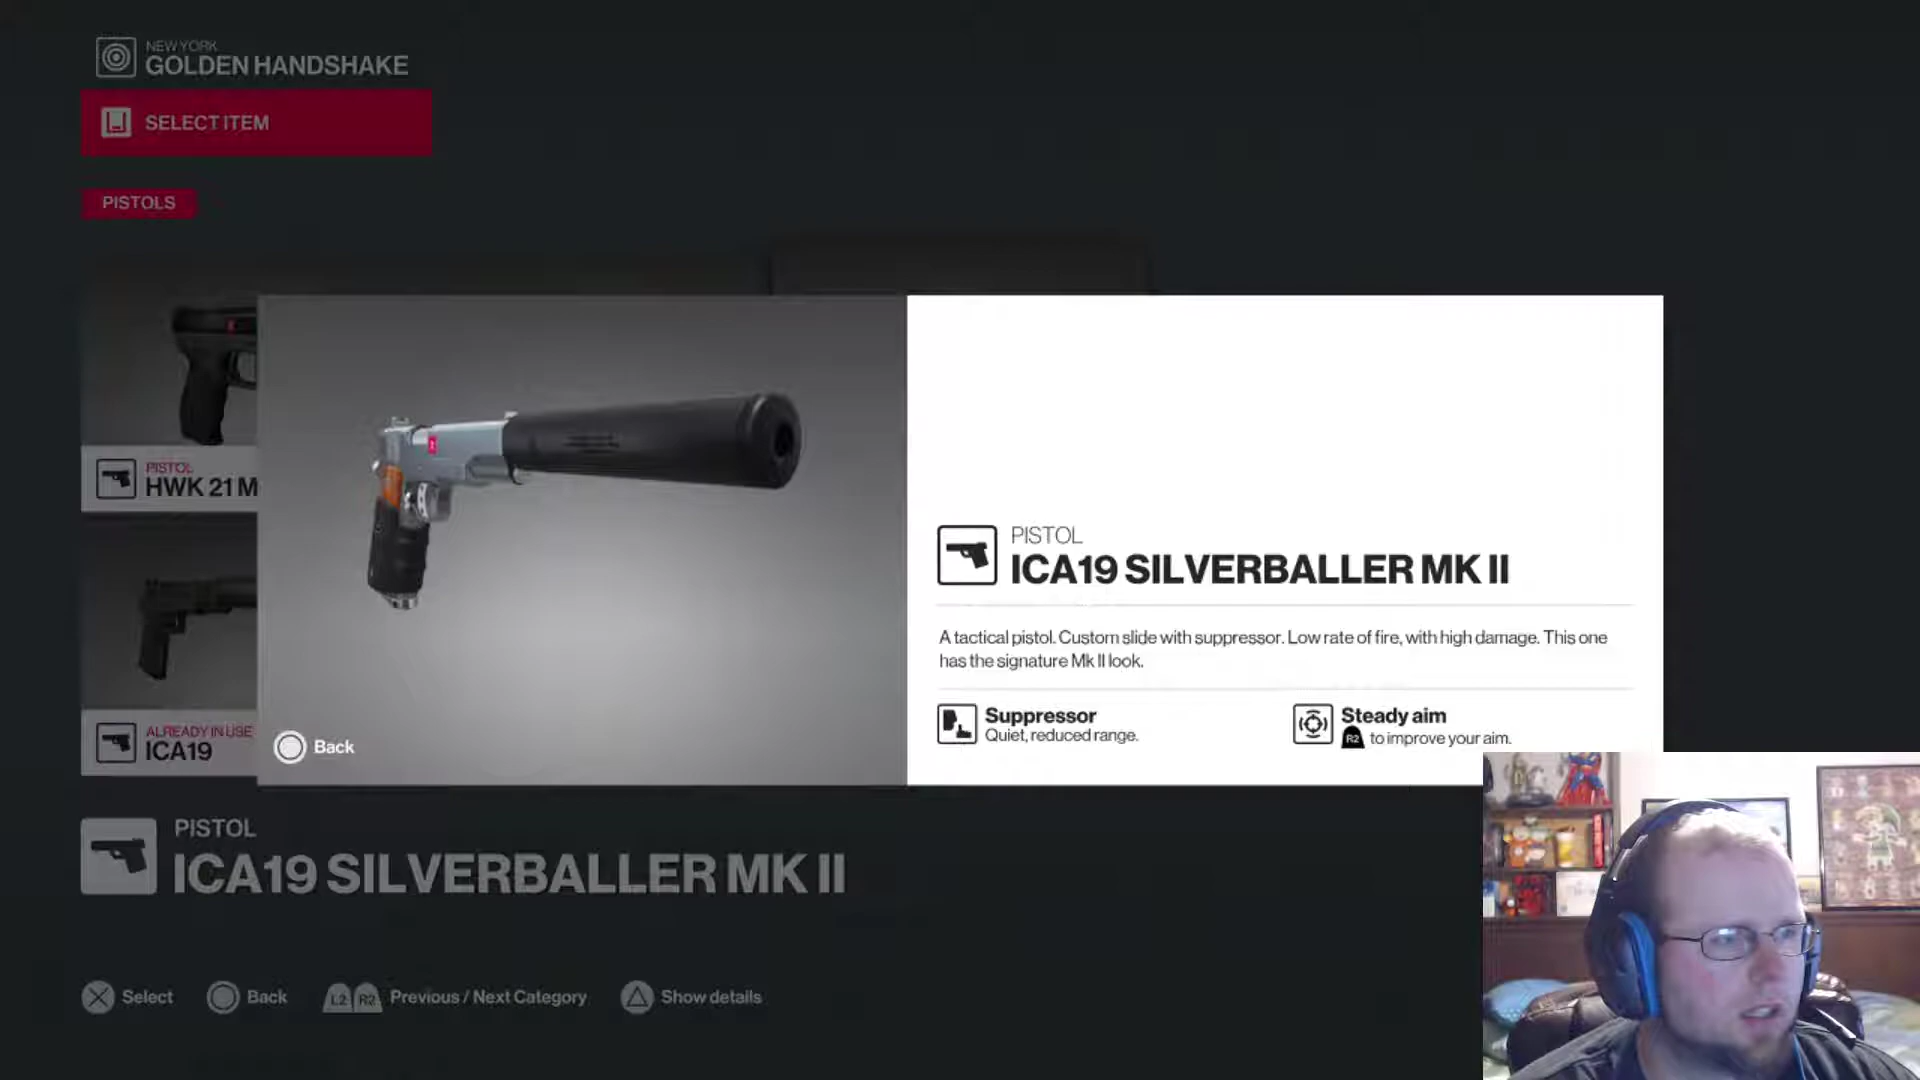 NEW YORK
GOLDEN HANDSHAKE
SELECT ITEM
PISTOLS
PISTOL
HWK 21 M
ALREADY IN USE
ICA19
Back
PISTOL
ICA19 SILVERBALLER MK II
A tactical pistol. Custom slide with suppressor. Low rate of fire, with high damage. This one
has the signature Mk II look.
Suppressor
Quiet, reduced range.
Steady aim
R2 to improve your aim.
PISTOL
ICA19 SILVERBALLER MK II
Select
Back
L2 R2 Previous / Next Category
Show details